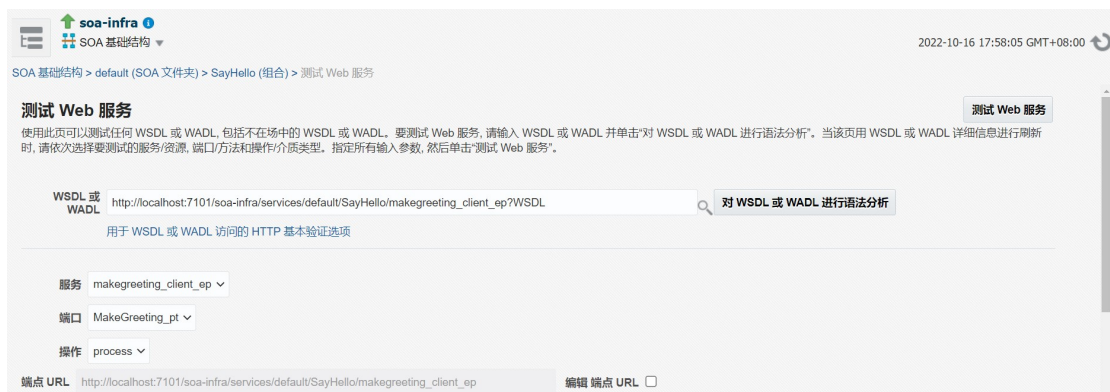 soa-infra
SOA 基础结构
2022-10-16 17:58:05 GMT+08:00
SOA 基础结构 > default (SOA 文件夹) > SayHello (组合) > 测试 Web 服务
测试 Web 服务
测试 Web 服务
使用此页可以测试任何 WSDL 或 WADL, 包括不在场中的 WSDL 或 WADL。要测试 Web 服务, 请输入 WSDL 或 WADL 并单击“对 WSDL 或 WADL 进行语法分析”。当该页用 WSDL 或 WADL 详细信息进行刷新
时, 请依次选择要测试的服务/资源, 端口/方法和操作/介质类型。指定所有输入参数, 然后单击“测试 Web 服务”。
WSDL 或
WADL
http://localhost:7101/soa-infra/services/default/SayHello/makegreeting_client_ep?WSDL
对 WSDL 或 WADL 进行语法分析
用于 WSDL 或 WADL 访问的 HTTP 基本验证选项
服务 makegreeting_client_ep
端口 MakeGreeting_pt
操作 process
端点 URL http://localhost:7101/soa-infra/services/default/SayHello/makegreeting_client_ep 编辑 端点 URL